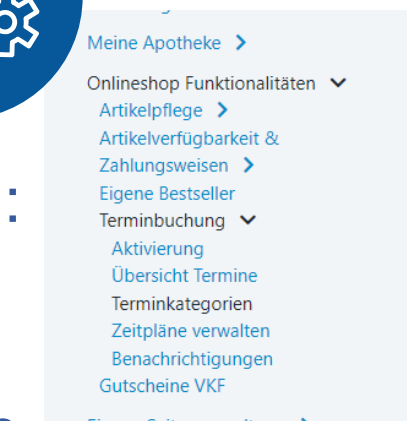 Meine Apotheke
Onlineshop Funktionalitäten
Artikelpflege
Artikelverfügbarkeit &
Zahlungsweisen
Eigene Bestseller
Terminbuchung
Aktivierung
Übersicht Termine
Terminkategorien
Zeitpläne verwalten
Benachrichtigungen
Gutscheine VKF